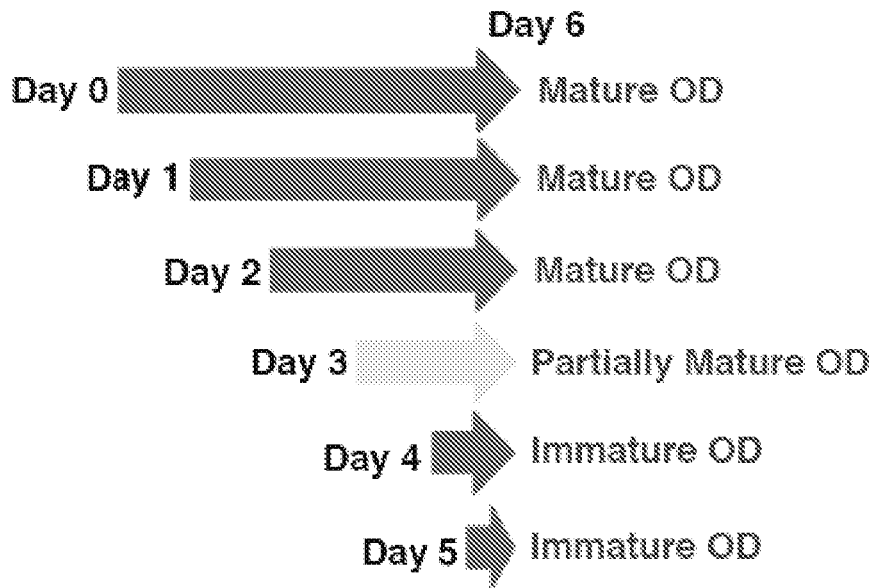 Day 6
Day 0 Mature OD
Day 1 Mature OD
Day 2 Mature OD
Day 3 Partially Mature OD
Day 4 Immature OD
Day 5 Immature OD